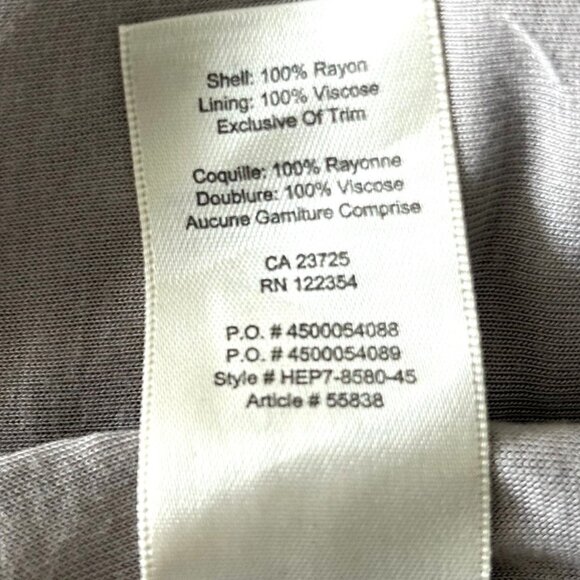 Shell: 100% Rayon
Lining: 100% Viscose
Exclusive Of Trim
Coquille: 100% Rayonne
Doublure: 100% Viscose
Aucune Garniture Comprise
CA 23725
RN 122354
P.O. # 4500054088
P.O. # 4500054089
Style # HEP7-8580-45
Article # 55838